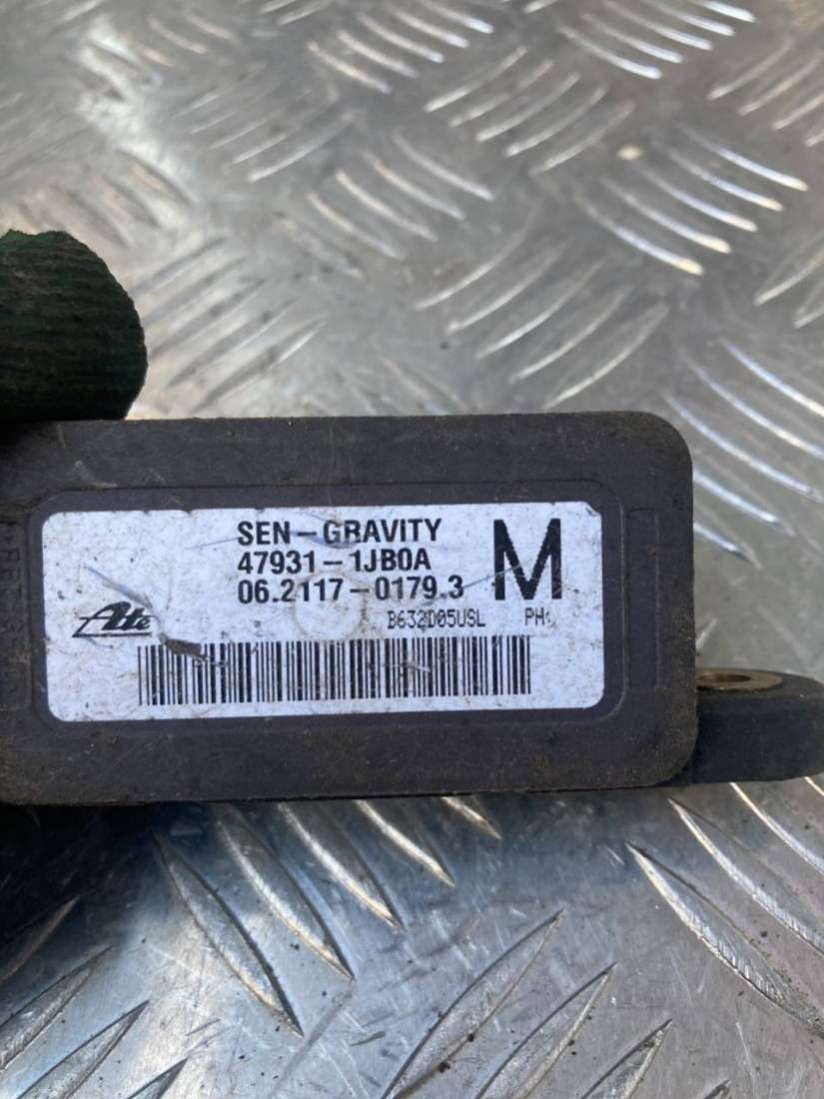 SEN-GRAVITY
47931-1JB0A
06.2117-0179.3
M
Ate
B632D05USL PH